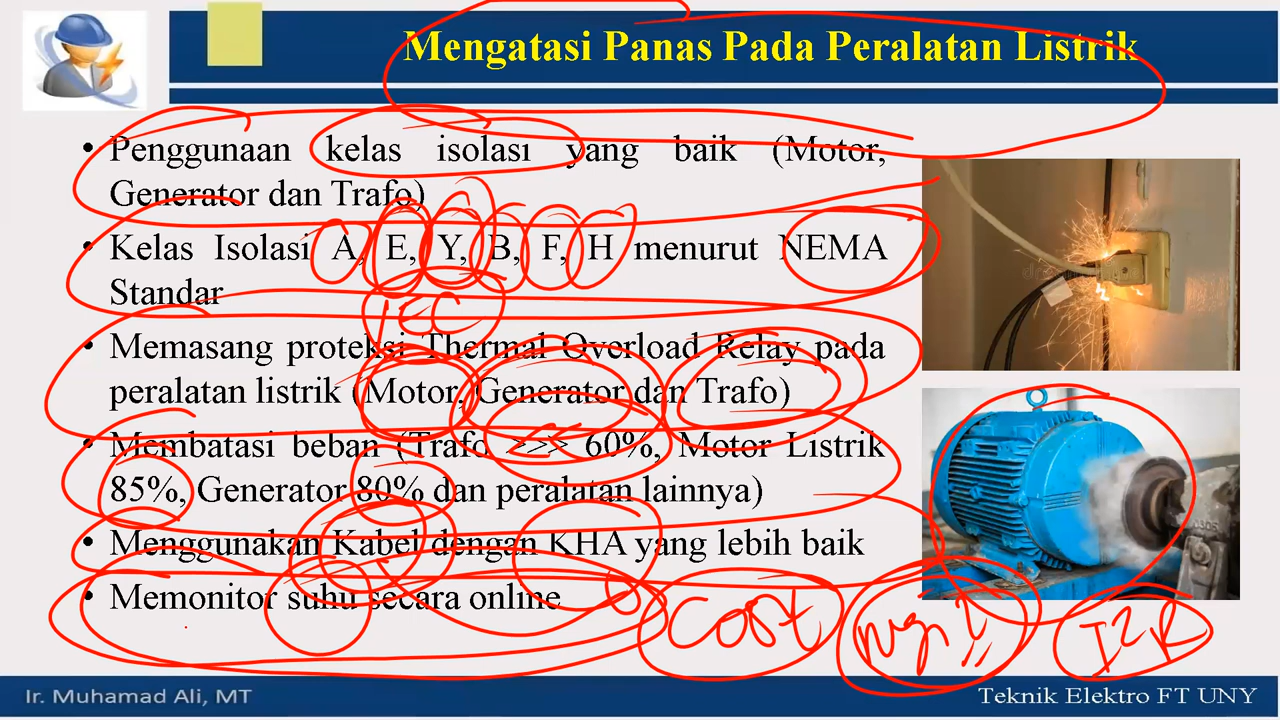 Mengatasi Panas Pada Peralatan Listrik
• Penggunaan kelas isolasi yang baik (Motor,
Generator dan Trafo)
• Kelas Isolasi A, E, Y, B, F, H menurut NEMA
Standar
IEC
• Memasang proteksi Thermal Overload Relay pada
peralatan listrik (Motor, Generator dan Trafo)
• Membatasi beban (Trafo >>> 60%, Motor Listrik
85%, Generator 80% dan peralatan lainnya)
• Menggunakan Kabel dengan KHA yang lebih baik
• Memonitor suhu secara online
cost
I2R
Ir. Muhamad Ali, MT
Teknik Elektro FT UNY